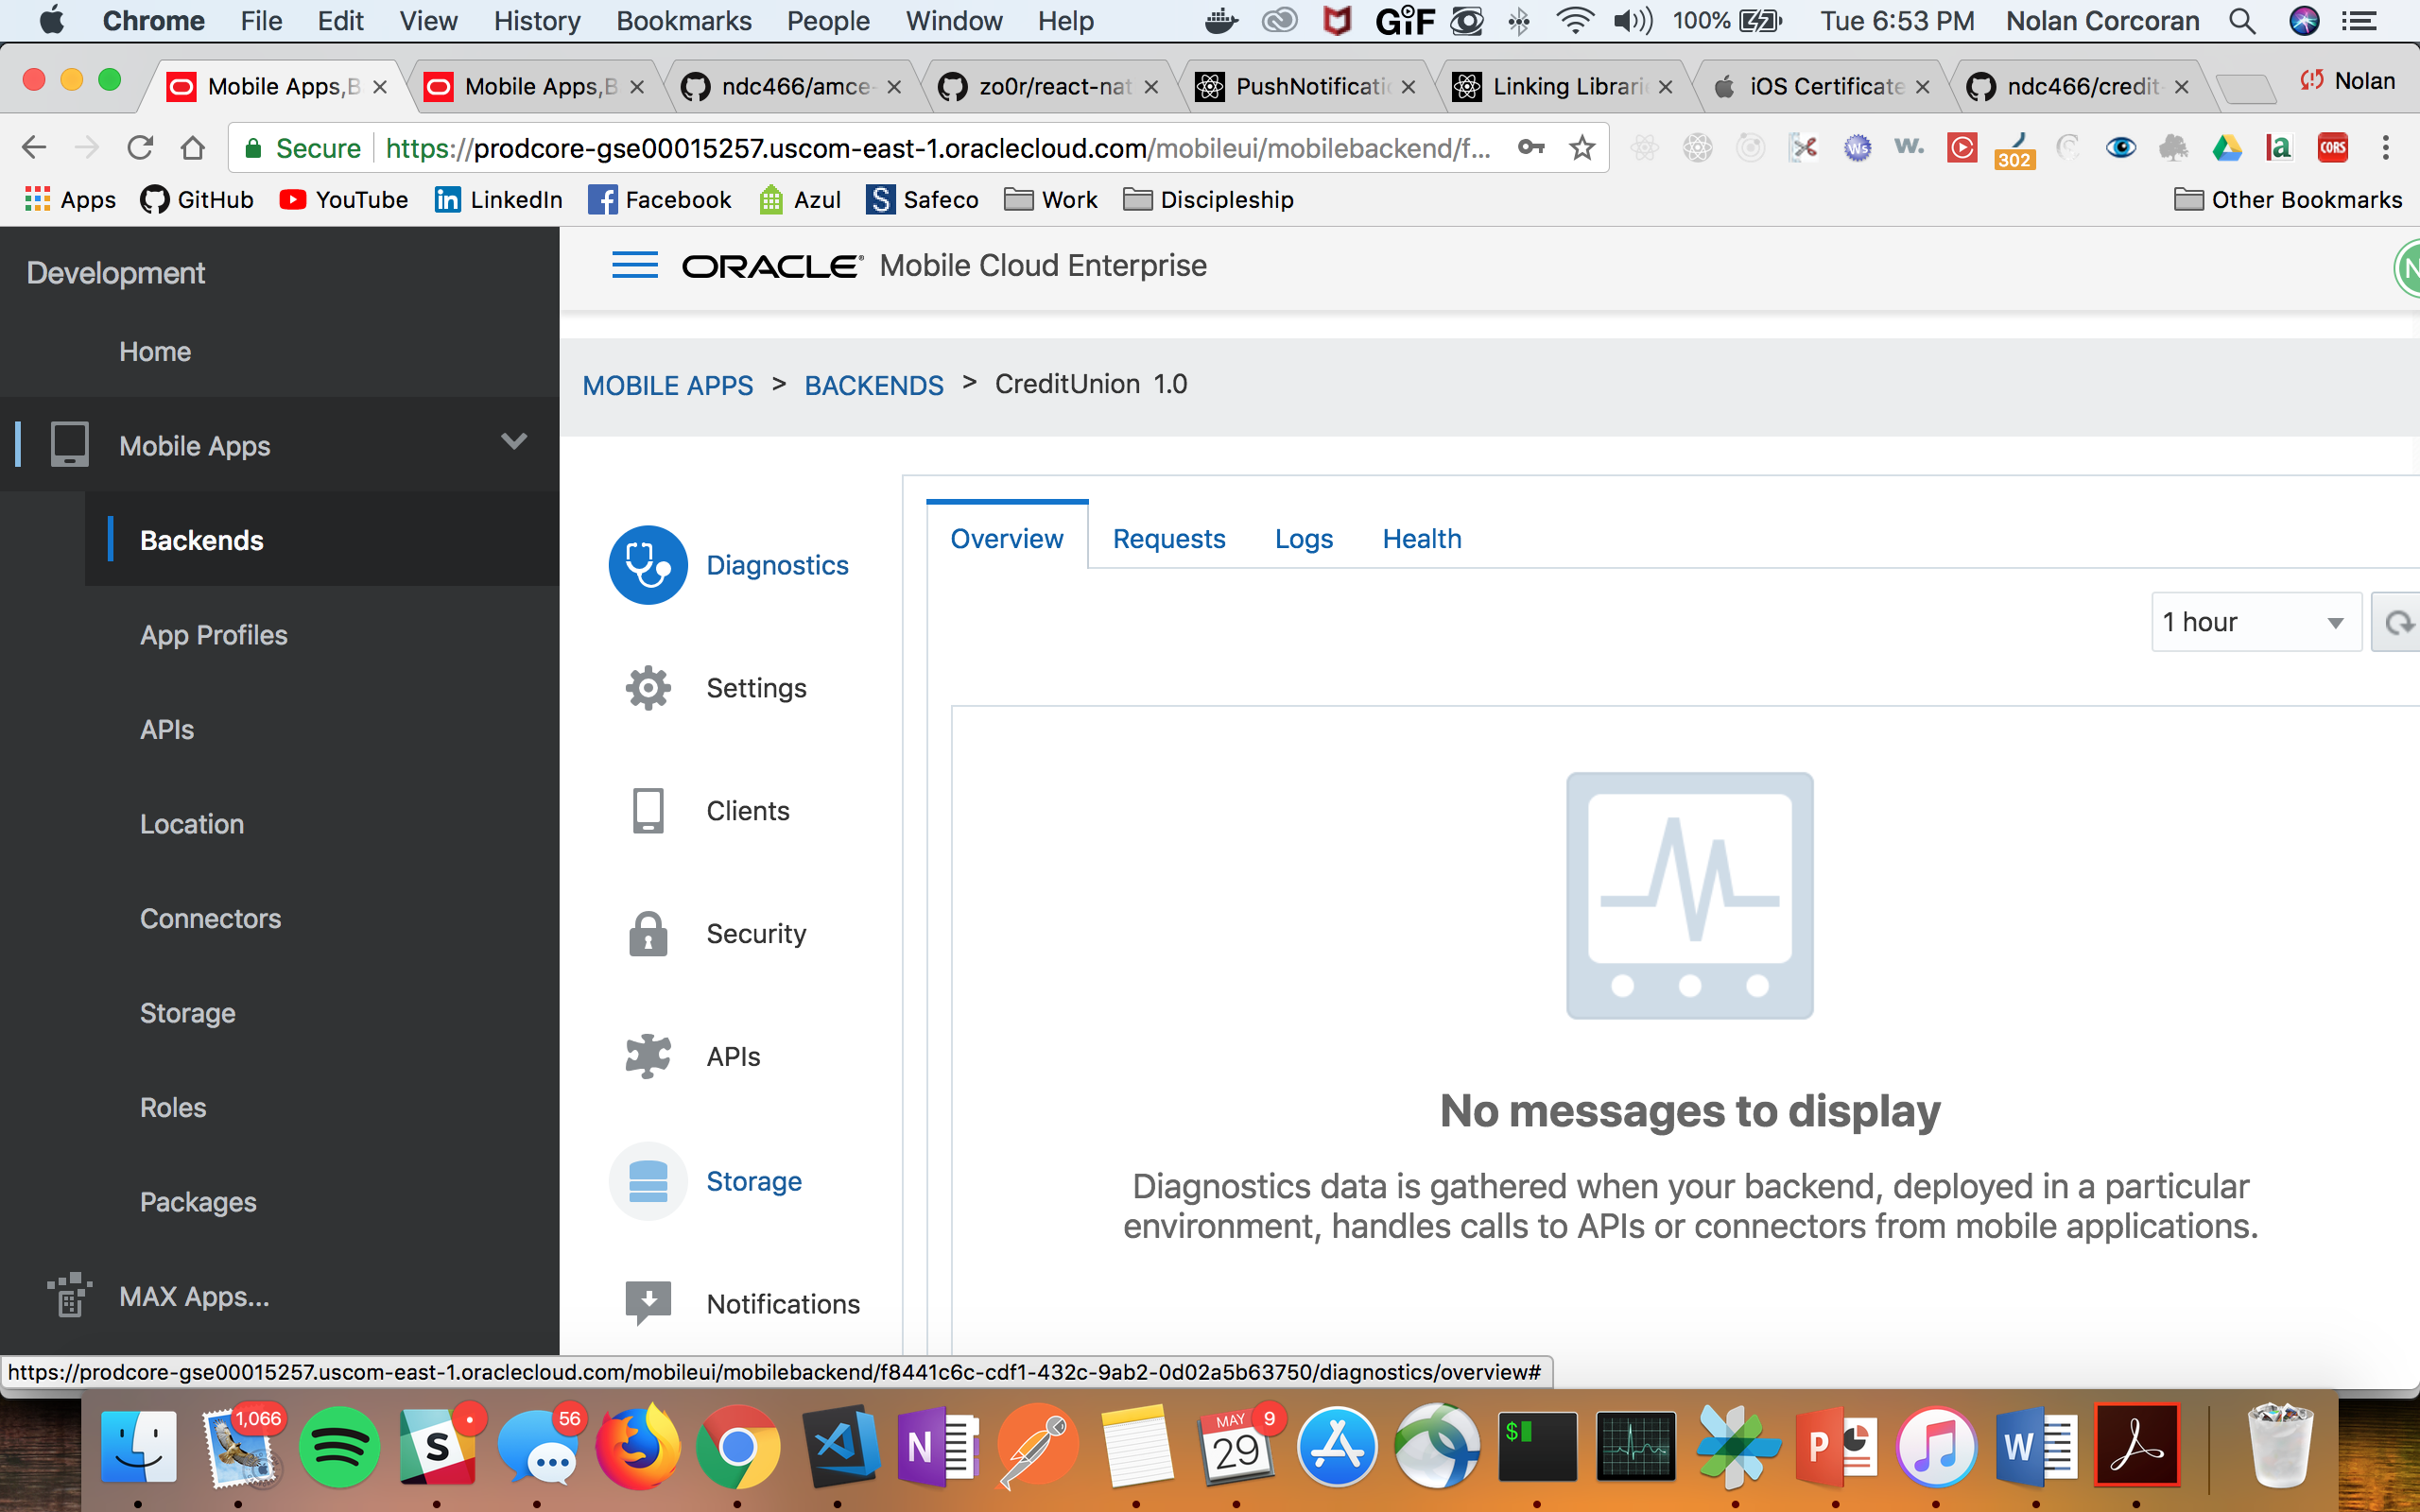 Chrome File Edit View History Bookmarks People Window Help GIF 100% Tue 6:53 PM Nolan Corcoran
Mobile Apps,B Mobile Apps,B ndc466/amce- zo0r/react-nat PushNotificatio Linking Librarie iOS Certificate ndc466/credit- Nolan
Secure https://prodcore-gse00015257.uscom-east-1.oraclecloud.com/mobileui/mobilebackend/f... Ws w. 302 a CORS
Apps GitHub YouTube LinkedIn Facebook Azul S Safeco Work Discipleship Other Bookmarks
Development
Home
Mobile Apps
Backends
App Profiles
APIs
Location
Connectors
Storage
Roles
Packages
MAX Apps...
ORACLE® Mobile Cloud Enterprise N
MOBILE APPS > BACKENDS > CreditUnion 1.0
Diagnostics
Settings
Clients
Security
APIs
Storage
Notifications
Overview Requests Logs Health
1 hour
No messages to display
Diagnostics data is gathered when your backend, deployed in a particular
environment, handles calls to APIs or connectors from mobile applications.
https://prodcore-gse00015257.uscom-east-1.oraclecloud.com/mobileui/mobilebackend/f8441c6c-cdf1-432c-9ab2-0d02a5b63750/diagnostics/overview#
1,066 S 56 N MAY 29 9 $ P W